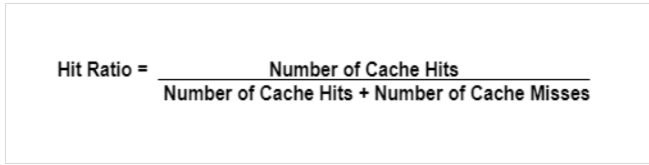 Hit Ratio =
Number of Cache Hits
Number of Cache Hits + Number of Cache Misses